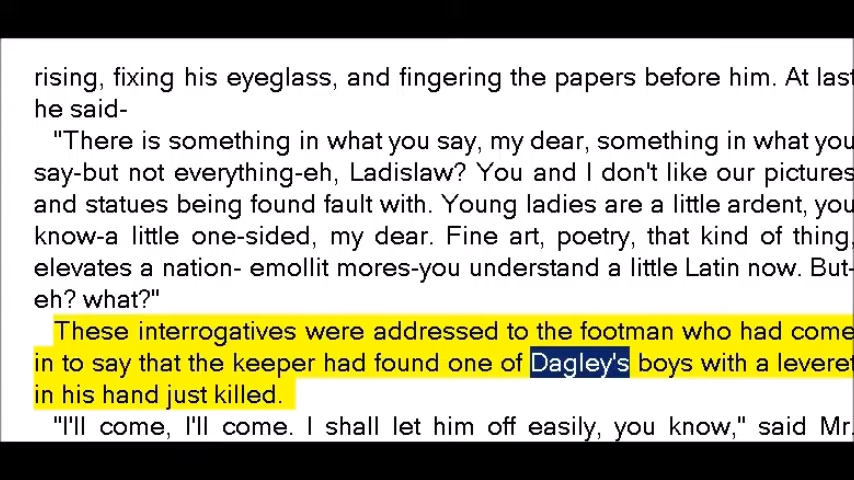 rising, fixing his eyeglass, and fingering the papers before him. At last
he said-
"There is something in what you say, my dear, something in what you
say-but not everything-eh, Ladislaw? You and I don't like our pictures
and statues being found fault with. Young ladies are a little ardent, you
know-a little one-sided, my dear. Fine art, poetry, that kind of thing,
elevates a nation- emollit mores-you understand a little Latin now. But-
eh? what?"
These interrogatives were addressed to the footman who had come
in to say that the keeper had found one of Dagley's boys with a leveret
in his hand just killed.
"I'll come, I'll come. I shall let him off easily, you know," said Mr.